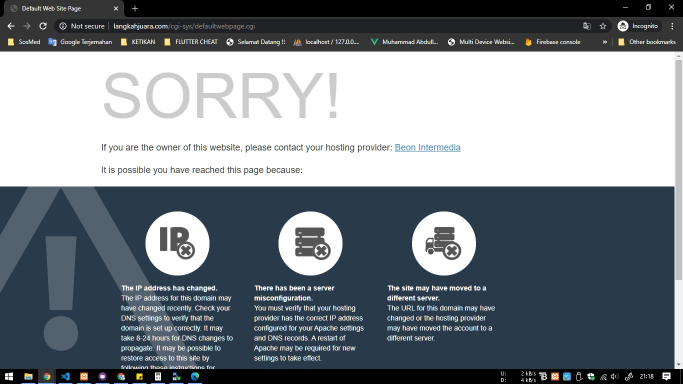 Default Web Site Page
Not secure | langkahjuara.com/cgi-sys/defaultwebpage.cgi
Incognito
SosMed
Google Terjemahan
KETIKAN
FLUTTER CHEAT
Selamat Datang !!
localhost / 127.0.0....
Muhammad Abdull...
Multi Device Websi...
Firebase console
»
Other bookmarks
SORRY!
If you are the owner of this website, please contact your hosting provider: Beon Intermedia
It is possible you have reached this page because:
IP
The IP address has changed.
The IP address for this domain may
have changed recently. Check your
DNS settings to verify that the
domain is set up correctly. It may
take 8-24 hours for DNS changes to
propagate. It may be possible to
restore access to this site by
following these instructions for
There has been a server
misconfiguration.
You must verify that your hosting
provider has the correct IP address
configured for your Apache settings
and DNS records. A restart of
Apache may be required for new
settings to take effect.
The site may have moved to a
different server.
The URL for this domain may have
changed or the hosting provider
may have moved the account to a
different server.
U: 2 kB/s
D: 4 kB/s
21:18